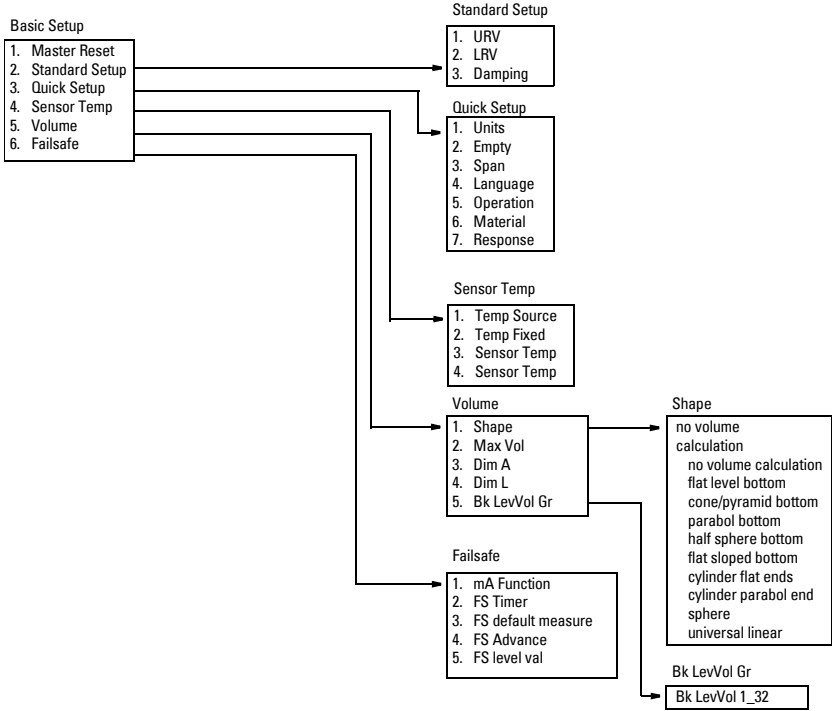 Basic Setup
1. Master Reset
2. Standard Setup
3. Quick Setup
4. Sensor Temp
5. Volume
6. Failsafe
Standard Setup
1. URV
2. LRV
3. Damping
Quick Setup
1. Units
2. Empty
3. Span
4. Language
5. Operation
6. Material
7. Response
Sensor Temp
1. Temp Source
2. Temp Fixed
3. Sensor Temp
4. Sensor Temp
Volume
1. Shape
2. Max Vol
3. Dim A
4. Dim L
5. Bk LevVol Gr
Shape
no volume
calculation
no volume calculation
flat level bottom
cone/pyramid bottom
parabol bottom
half sphere bottom
flat sloped bottom
cylinder flat ends
cylinder parabol end
sphere
universal linear
Failsafe
1. mA Function
2. FS Timer
3. FS default measure
4. FS Advance
5. FS level val
Bk LevVol Gr
Bk LevVol 1_32